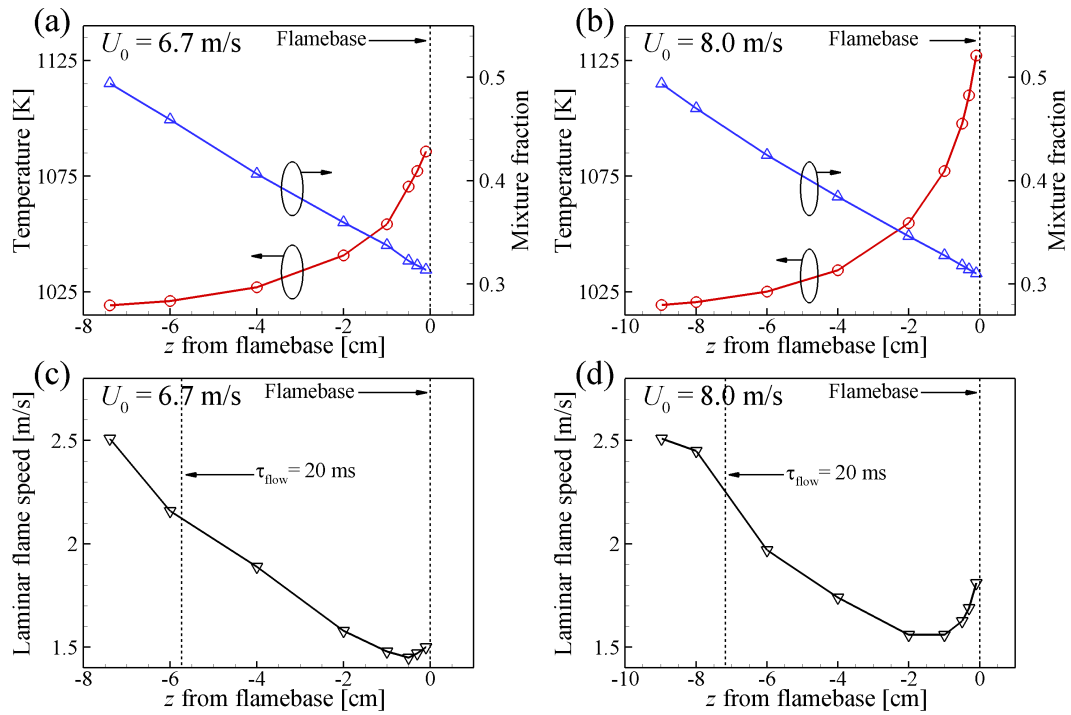 (a)
U0 = 6.7 m/s
Flamebase
1125
1075
1025
Temperature [K]
0.5
0.4
0.3
Mixture fraction
-8 -6 -4 -2 0
z from flamebase [cm]
(b)
U0 = 8.0 m/s
Flamebase
1125
1075
1025
Temperature [K]
0.5
0.4
0.3
Mixture fraction
-10 -8 -6 -4 -2 0
z from flamebase [cm]
(c)
U0 = 6.7 m/s
Flamebase
τflow = 20 ms
2.5
2
1.5
Laminar flame speed [m/s]
-8 -6 -4 -2 0
z from flamebase [cm]
(d)
U0 = 8.0 m/s
Flamebase
τflow = 20 ms
2.5
2
1.5
Laminar flame speed [m/s]
-10 -8 -6 -4 -2 0
z from flamebase [cm]